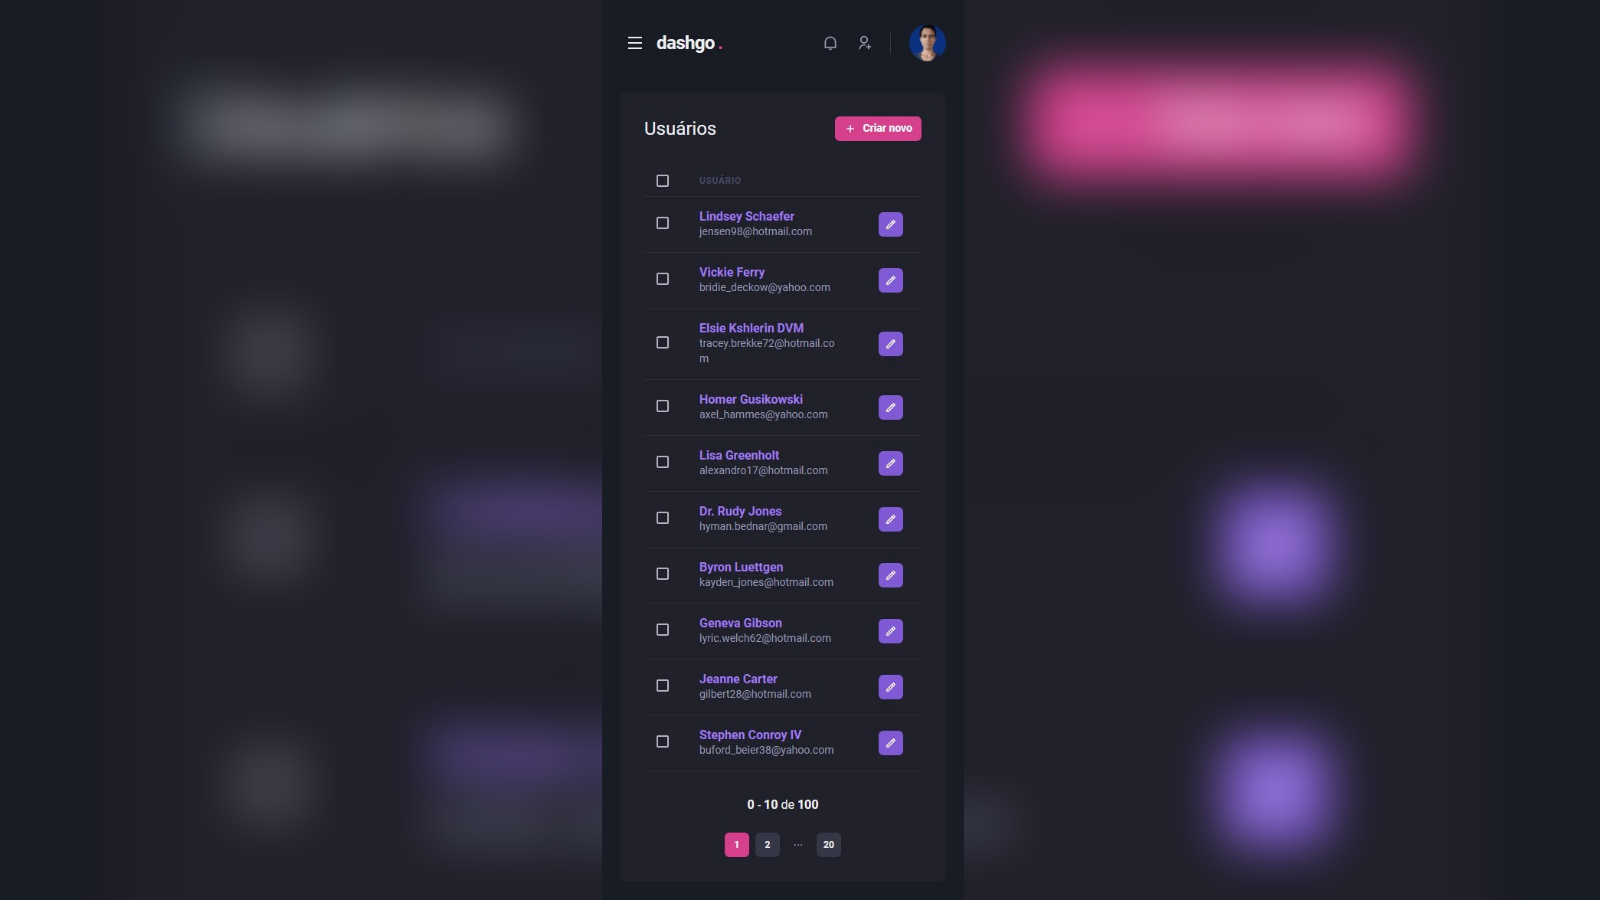 dashgo.
Usuários
+ Criar novo
USUÁRIO
Lindsey Schaefer
jensen98@hotmail.com
Vickie Ferry
bridie_deckow@yahoo.com
Elsie Kshlerin DVM
tracey.brekke72@hotmail.co
m
Homer Gusikowski
axel_hammes@yahoo.com
Lisa Greenholt
alexandro17@hotmail.com
Dr. Rudy Jones
hyman.bednar@gmail.com
Byron Luettgen
kayden_jones@hotmail.com
Geneva Gibson
lyric.welch62@hotmail.com
Jeanne Carter
gilbert28@hotmail.com
Stephen Conroy IV
buford_beier38@yahoo.com
0 - 10 de 100
1 2 ... 20